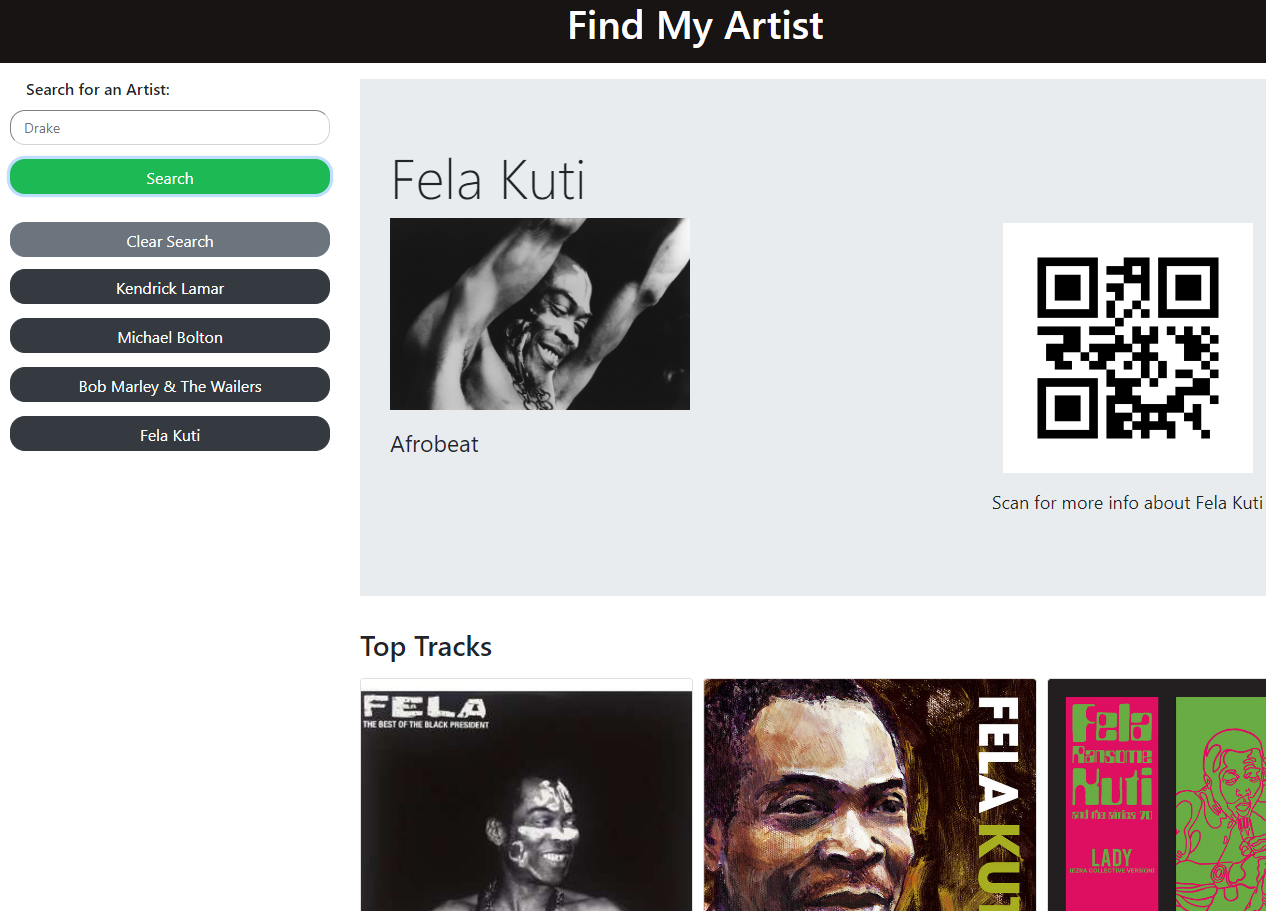 Find My Artist
Search for an Artist:
Drake
Search
Clear Search
Kendrick Lamar
Michael Bolton
Bob Marley & The Wailers
Fela Kuti
Fela Kuti
Afrobeat
Scan for more info about Fela Kuti
Top Tracks
FELA
THE BEST OF THE BLACK PRESIDENT
FELA KUT
Fela
Ransome
Kuti
and the afrika '70
LADY
(EZRA COLLECTIVE VERSION)